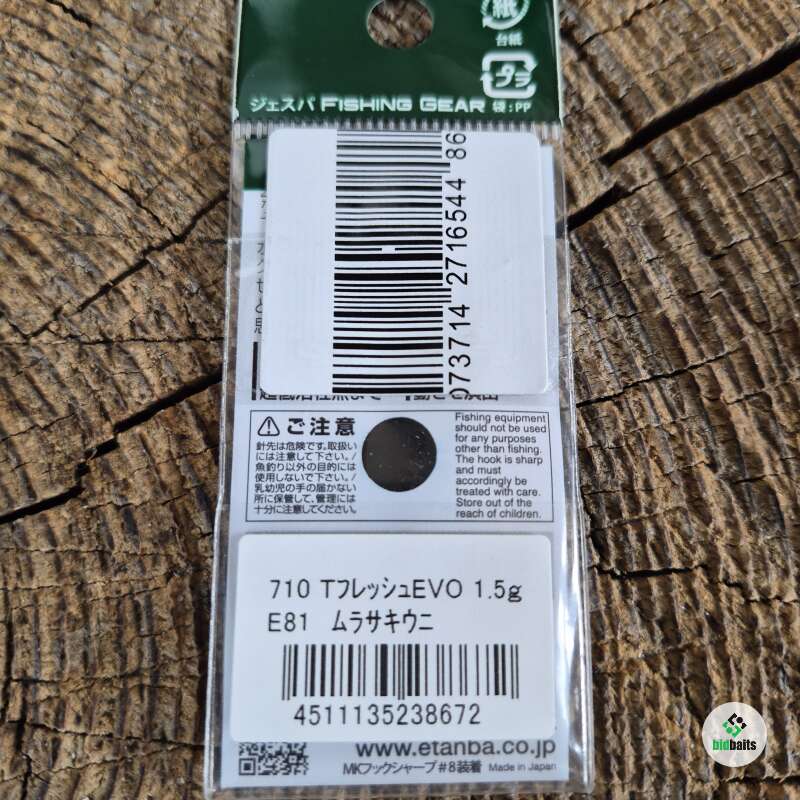 紙
台紙
プラ
ジェスパ FISHING GEAR 袋：PP
073714 2716544 86
ご注意
針先は危険です。取扱い
には注意して下さい。/
魚釣り以外の目的には
使用しないで下さい。/
乳幼児の手の届かない
所に保管して、管理には
十分に注意してください。
Fishing equipment
should not be used
for any purposes
other than fishing.
The hook is sharp
and must
accordingly be
treated with care.
Store out of the
reach of children.
710 TフレッシュEVO 1.5g
E81 ムラサキウニ
4511135238672
www.etanba.co.jp
MKフックシャープ#8装着 Made in Japan
bidbaits